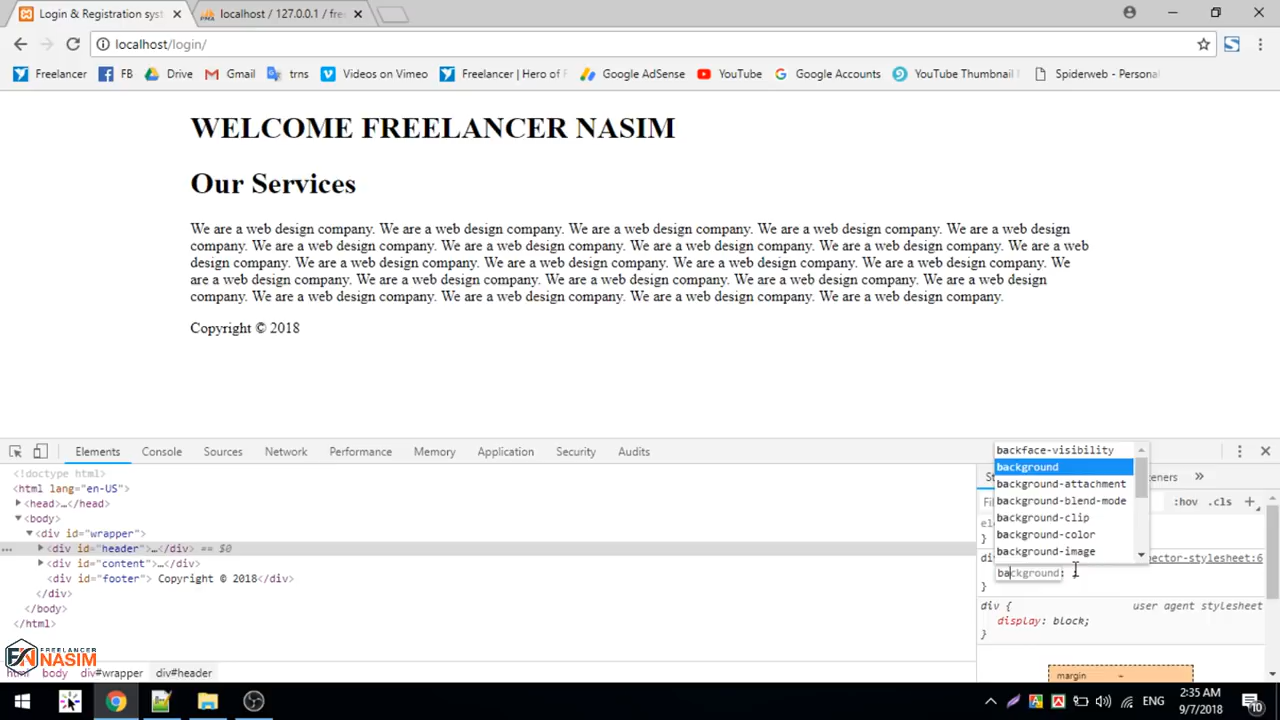 Login & Registration syst
localhost / 127.0.0.1 / fre
localhost/login/
Freelancer
FB
Drive
Gmail
trns
Videos on Vimeo
Freelancer | Hero of F
Google AdSense
YouTube
Google Accounts
YouTube Thumbnail
Spiderweb - Personal
WELCOME FREELANCER NASIM
Our Services
We are a web design company. We are a web design company. We are a web design company. We are a web design company. We are a web design
company. We are a web design company. We are a web design company. We are a web design company. We are a web design company. We are a web
design company. We are a web design company. We are a web design company. We are a web design company. We are a web design company. We
are a web design company. We are a web design company. We are a web design company. We are a web design company. We are a web design
company. We are a web design company. We are a web design company. We are a web design company. We are a web design company.
Copyright © 2018
Elements
Console
Sources
Network
Performance
Memory
Application
Security
Audits
<!doctype html>
<html lang="en-US">
<head>…</head>
<body>
<div id="wrapper">
<div id="header">…</div> == $0
<div id="content">…</div>
<div id="footer"> Copyright © 2018</div>
</div>
</body>
</html>
html body div#wrapper div#header
backface-visibility
background
background-attachment
background-blend-mode
background-clip
background-color
background-image
:hov .cls +
}
background: ;
}
div { user agent stylesheet
display: block;
}
margin -
FREELANCER
NASIM
ENG
2:35 AM
9/7/2018
10